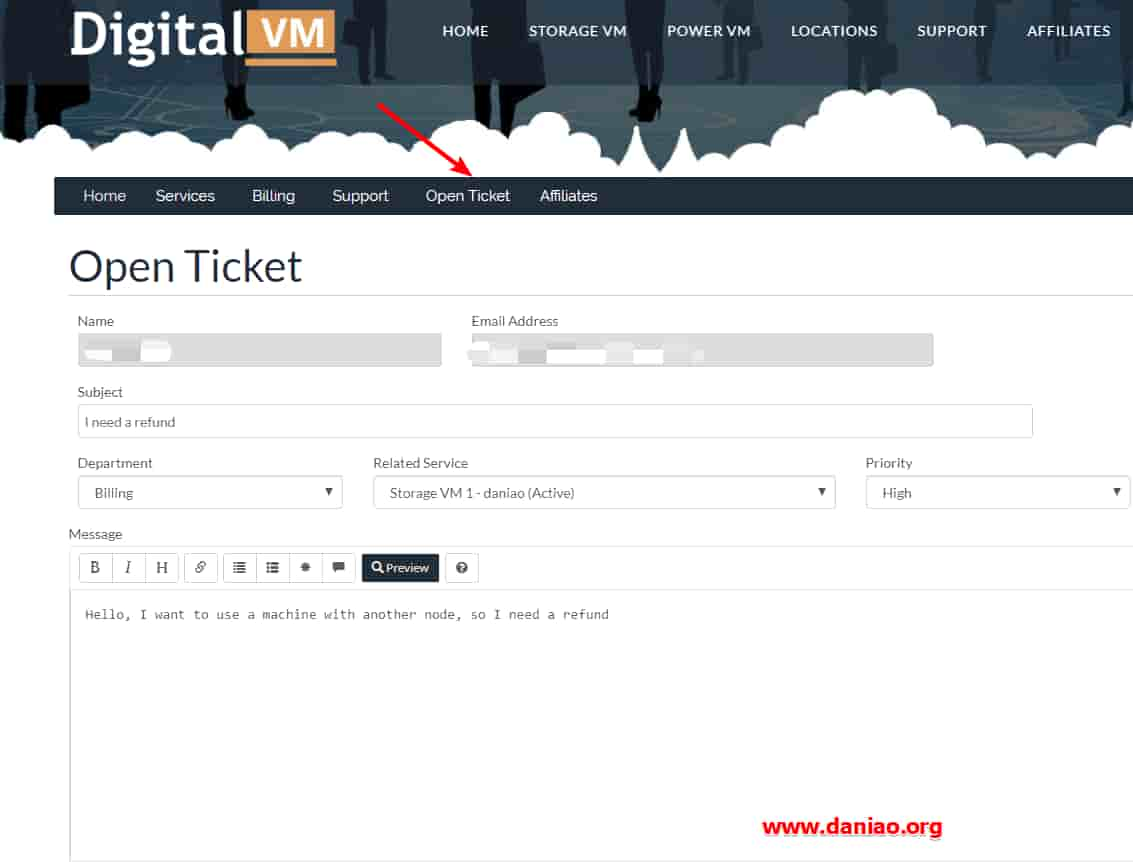 Digital VM
HOME STORAGE VM POWER VM LOCATIONS SUPPORT AFFILIATES
Home Services Billing Support Open Ticket Affiliates
Open Ticket
Name Email Address
Subject
I need a refund
Department Related Service Priority
Billing Storage VM 1 - daniao (Active) High
Message
B I H Preview
Hello, I want to use a machine with another node, so I need a refund
www.daniao.org